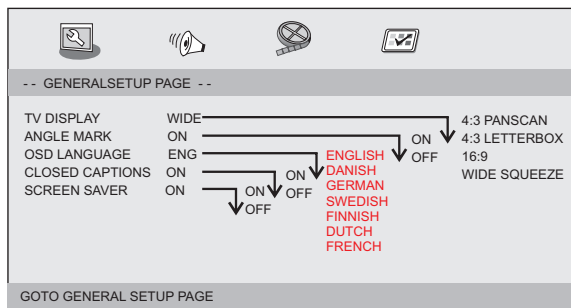 - - GENERALSETUP PAGE - -
TV DISPLAY WIDE
ANGLE MARK ON
OSD LANGUAGE ENG
CLOSED CAPTIONS ON
SCREEN SAVER ON
ON
OFF
ON
OFF
ENGLISH
DANISH
GERMAN
SWEDISH
FINNISH
DUTCH
FRENCH
ON
OFF
4:3 PANSCAN
4:3 LETTERBOX
16:9
WIDE SQUEEZE
GOTO GENERAL SETUP PAGE